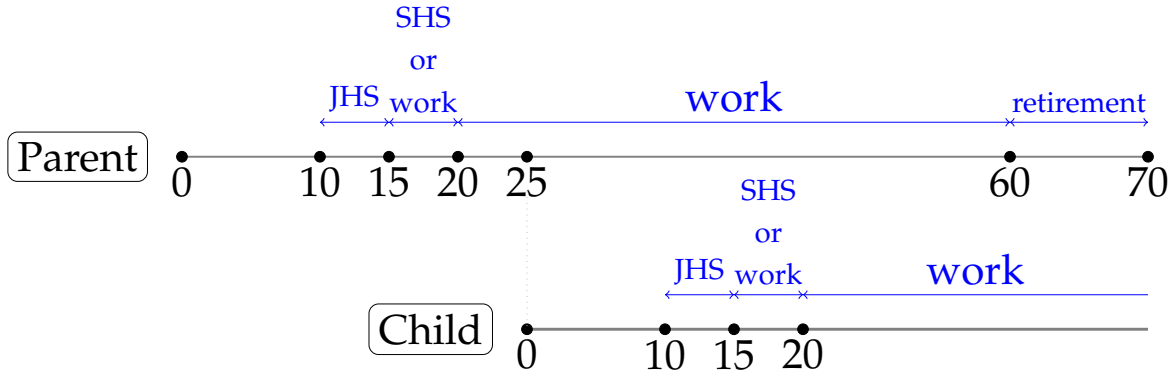 SHS
or
JHS work work retirement
Parent
0 10 15 20 25 60 70
SHS
or
JHS work work
Child
0 10 15 20